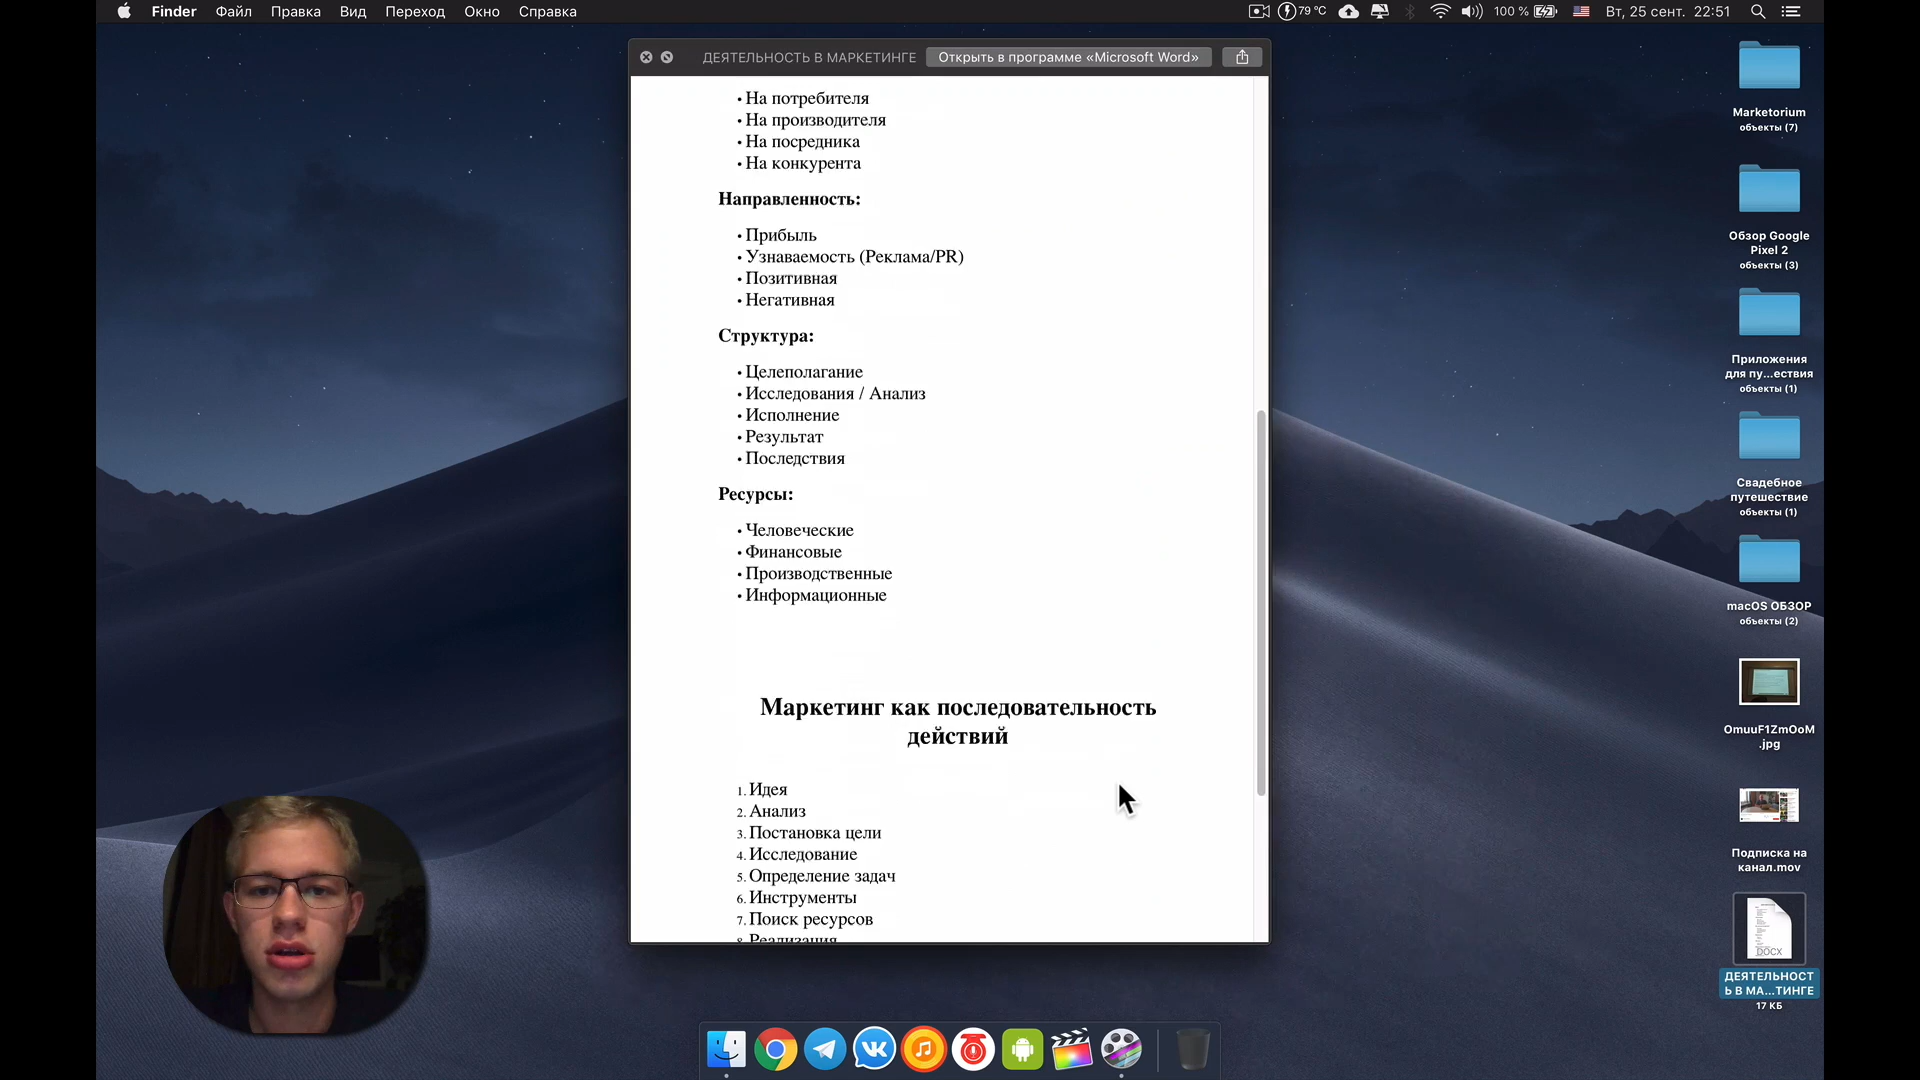 Finder Файл Правка Вид Переход Окно Справка 79 °C 100 % Вт, 25 сент. 22:51
ДЕЯТЕЛЬНОСТЬ В МАРКЕТИНГЕ Открыть в программе «Microsoft Word»
• На потребителя
• На производителя
• На посредника
• На конкурента
Направленность:
• Прибыль
• Узнаваемость (Реклама/PR)
• Позитивная
• Негативная
Структура:
• Целеполагание
• Исследования / Анализ
• Исполнение
• Результат
• Последствия
Ресурсы:
• Человеческие
• Финансовые
• Производственные
• Информационные
Маркетинг как последовательность
действий
1. Идея
2. Анализ
3. Постановка цели
4. Исследование
5. Определение задач
6. Инструменты
7. Поиск ресурсов
8. Реализация
Marketorium
объекты (7)
Обзор Google
Pixel 2
объекты (3)
Приложения
для пу...ествия
объекты (1)
Свадебное
путешествие
объекты (1)
macOS ОБЗОР
объекты (2)
OmuuF1ZmOoM
.jpg
Подписка на
канал.mov
DOCX
ДЕЯТЕЛЬНОСТ
Ь В МА...ТИНГЕ
17 КБ